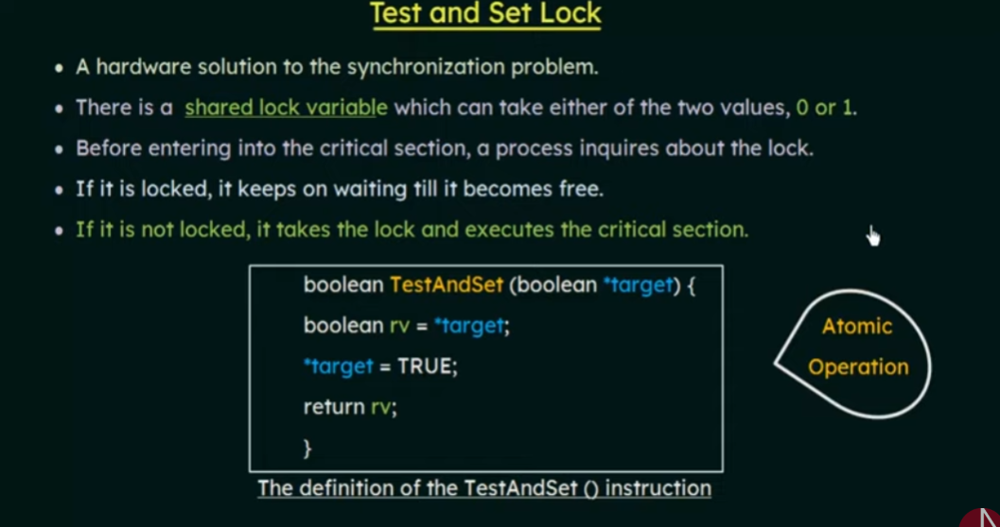 Test and Set Lock
• A hardware solution to the synchronization problem.
• There is a shared lock variable which can take either of the two values, 0 or 1.
• Before entering into the critical section, a process inquires about the lock.
• If it is locked, it keeps on waiting till it becomes free.
• If it is not locked, it takes the lock and executes the critical section.
boolean TestAndSet (boolean *target) {
boolean rv = *target;
*target = TRUE;
return rv;
}
Atomic
Operation
The definition of the TestAndSet () instruction